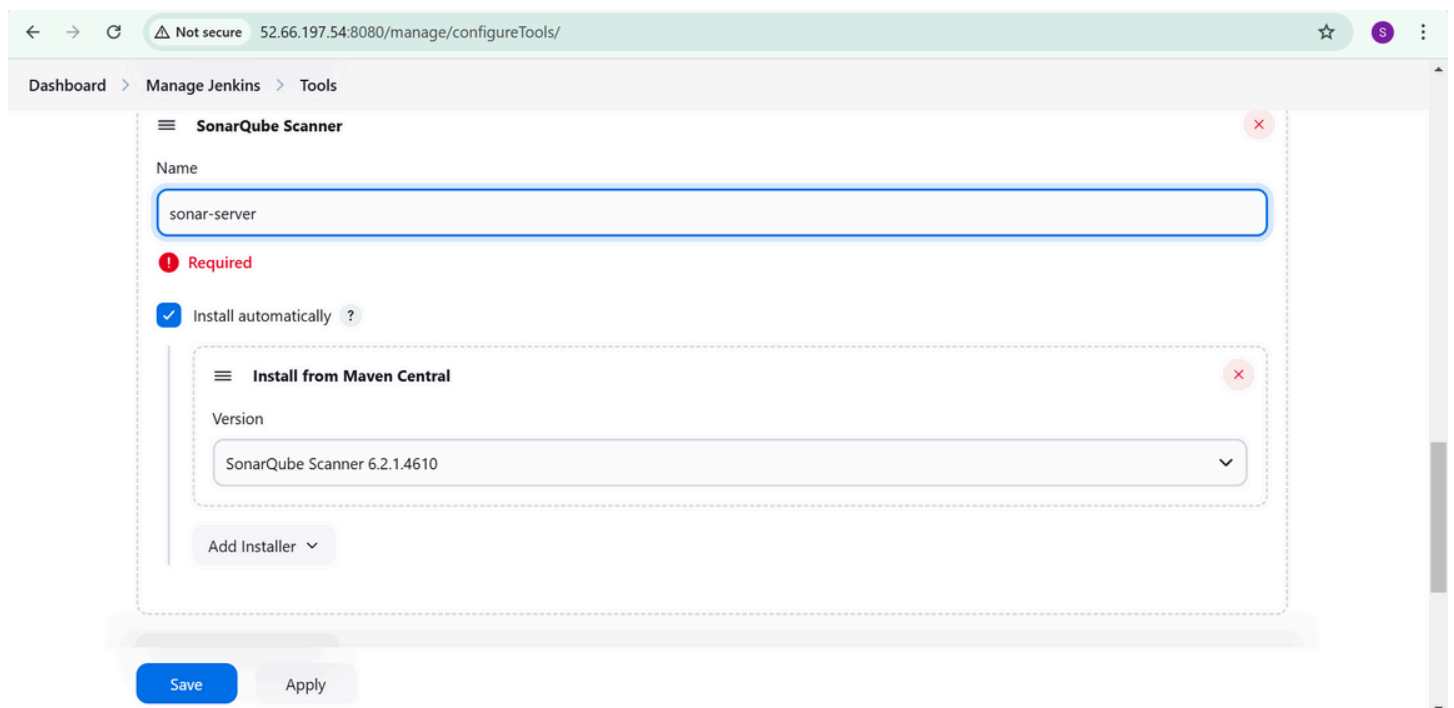 Not secure 52.66.197.54:8080/manage/configureTools/
S
Dashboard > Manage Jenkins > Tools
SonarQube Scanner
Name
sonar-server
! Required
Install automatically ?
Install from Maven Central
Version
SonarQube Scanner 6.2.1.4610
Add Installer
Save Apply